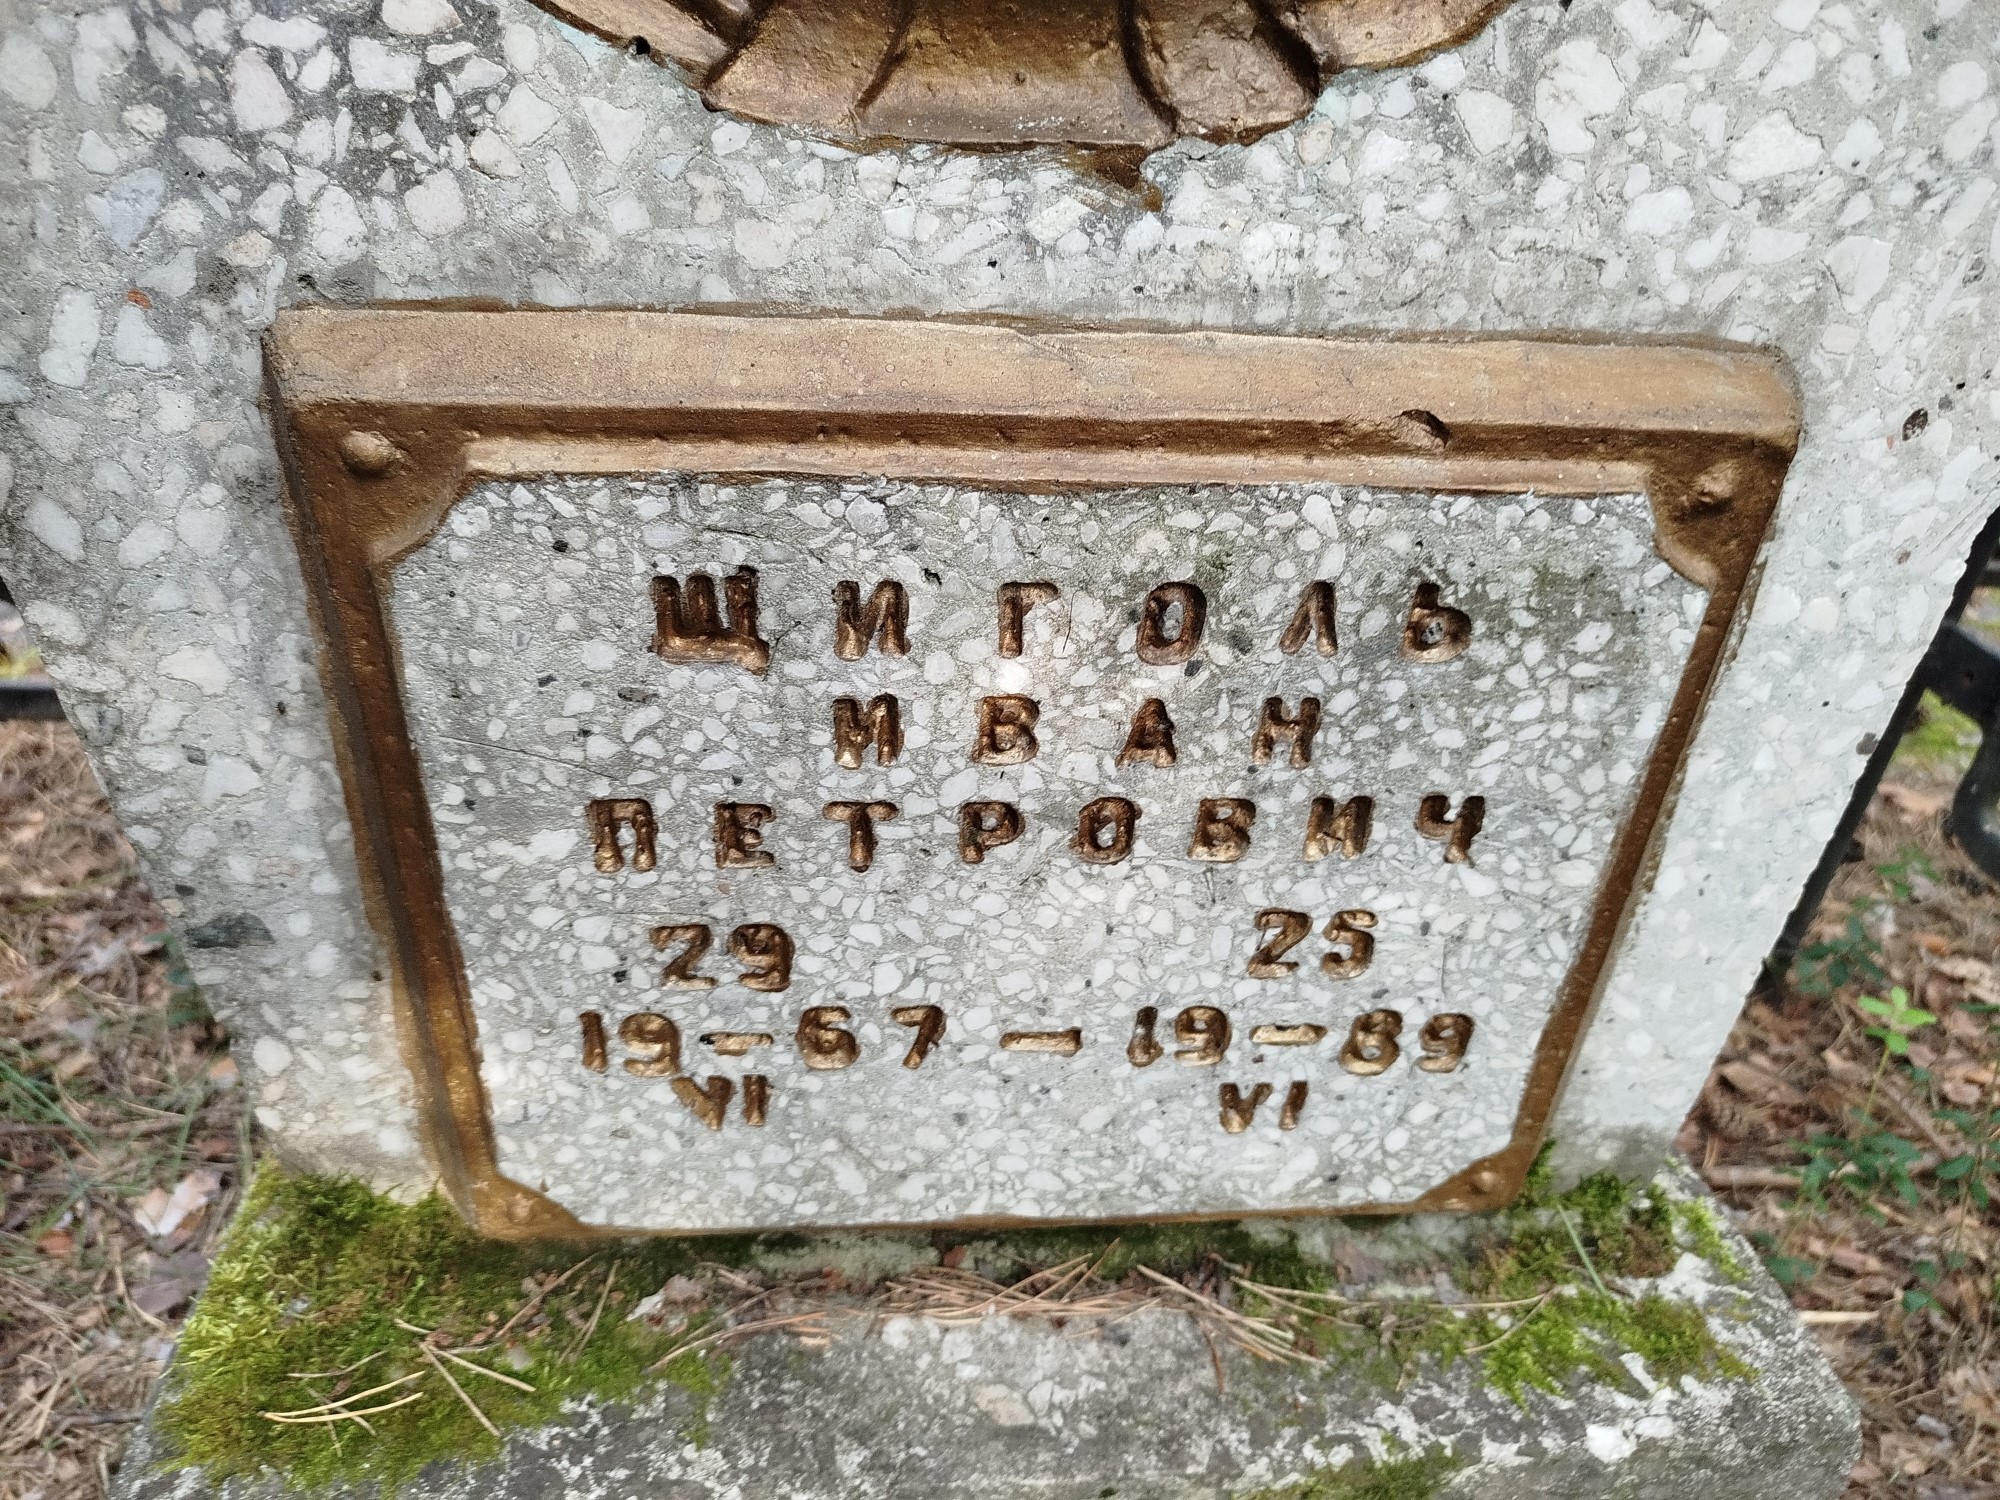 ЩИГОЛЬ
ИВАН
ПЕТРОВИЧ
29 25
19-67-19-89
VI VI